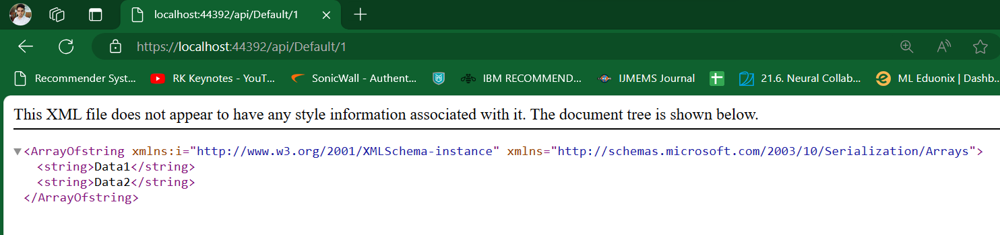 localhost:44392/api/Default/1
https://localhost:44392/api/Default/1
Recommender Syst... RK Keynotes - YouT... SonicWall - Authent... IBM RECOMMEND... IJMEMS Journal 21.6. Neural Collab... ML Eduonix | Dashb...
This XML file does not appear to have any style information associated with it. The document tree is shown below.
<ArrayOfstring xmlns:i="http://www.w3.org/2001/XMLSchema-instance" xmlns="http://schemas.microsoft.com/2003/10/Serialization/Arrays">
<string>Data1</string>
<string>Data2</string>
</ArrayOfstring>